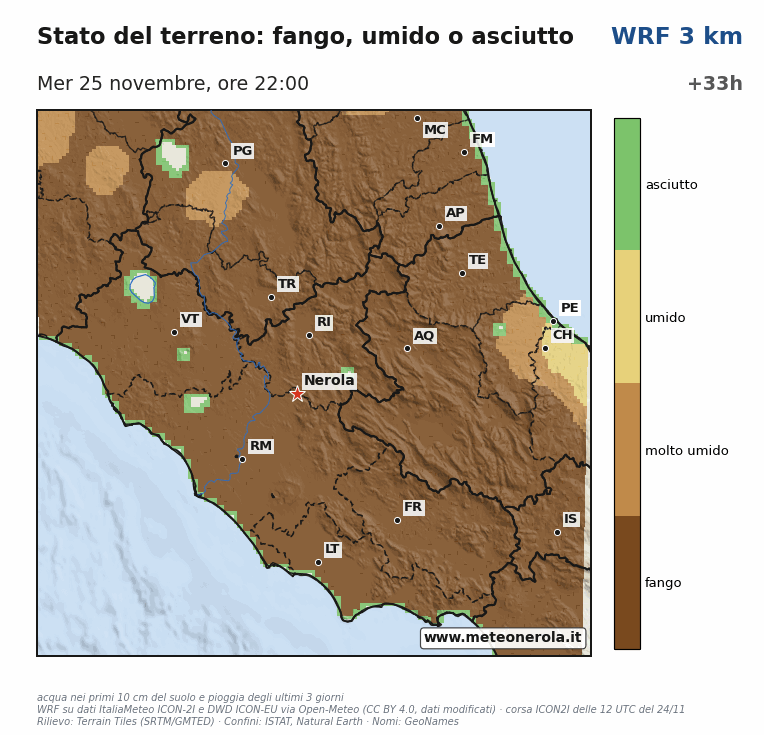 Stato del terreno: fango, umido o asciutto
WRF 3 km
Mer 25 novembre, ore 22:00
+33h
MC
FM
PG
asciutto
AP
TE
TR
PE
VT
RI
umido
AQ
CH
Nerola
RM
molto umido
FR
IS
LT
fango
www.meteonerola.it
acqua nei primi 10 cm del suolo e pioggia degli ultimi 3 giorni
WRF su dati ItaliaMeteo ICON-2I e DWD ICON-EU via Open-Meteo (CC BY 4.0, dati modificati) · corsa ICON2I delle 12 UTC del 24/11
Rilievo: Terrain Tiles (SRTM/GMTED) · Confini: ISTAT, Natural Earth · Nomi: GeoNames